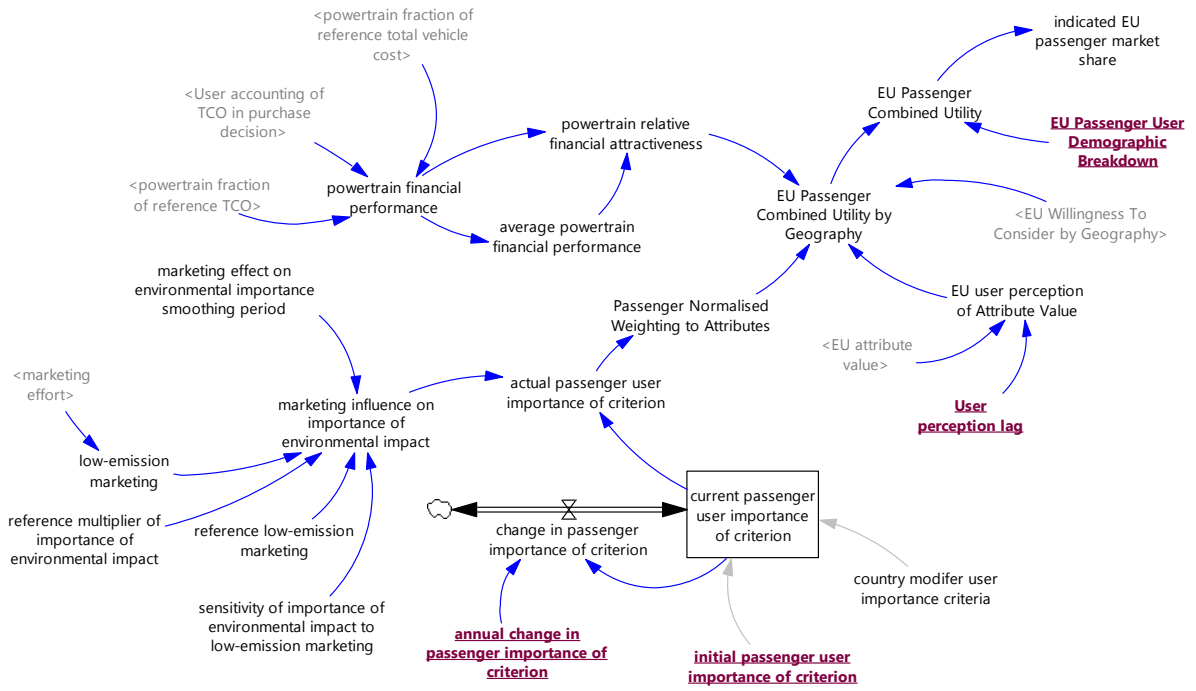 <powertrain fraction of
reference total vehicle
cost>
indicated EU
passenger market
share
<User accounting of
TCO in purchase
decision>
EU Passenger
Combined Utility
powertrain relative
financial attractiveness
EU Passenger User
Demographic
Breakdown
<powertrain fraction
of reference TCO>
powertrain financial
performance
EU Passenger
Combined Utility by
Geography
<EU Willingness To
Consider by Geography>
average powertrain
financial performance
marketing effect on
environmental importance
smoothing period
Passenger Normalised
Weighting to Attributes
EU user perception
of Attribute Value
<EU attribute
value>
<marketing
effort>
actual passenger user
importance of criterion
marketing influence on
importance of
environmental impact
User
perception lag
low-emission
marketing
reference multiplier of
importance of
environmental impact
reference low-emission
marketing
change in passenger
importance of criterion
current passenger
user importance
of criterion
country modifer user
importance criteria
sensitivity of importance of
environmental impact to
low-emission marketing
annual change in
passenger importance of
criterion
initial passenger user
importance of criterion